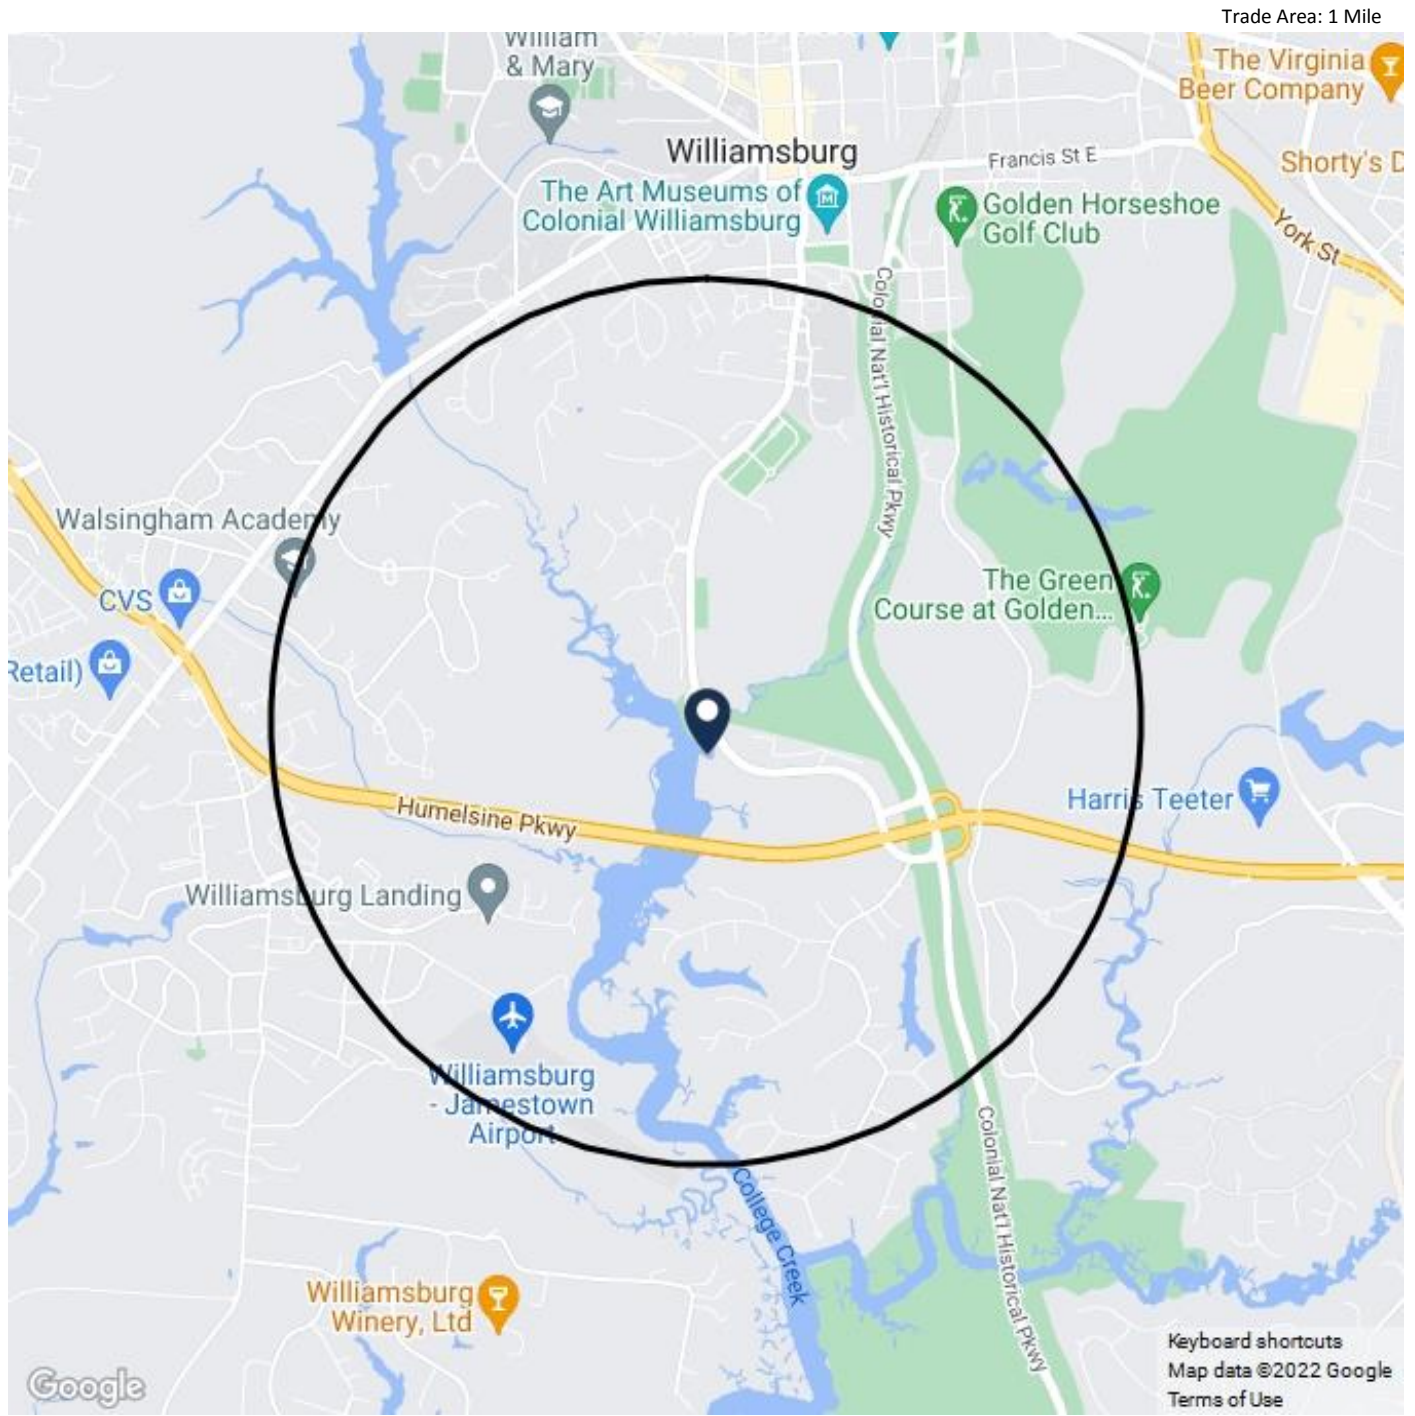 Trade Area: 1 Mile
William
& Mary
The Virginia
Beer Company
Williamsburg
Francis St E
Shorty's D
The Art Museums of
Colonial Williamsburg
Golden Horseshoe
Golf Club
York St
Colonial Nat'l Historical Pkwy
Walsingham Academy
CVS
The Green
Course at Golden...
Retail)
Humelsine Pkwy
Harris Teeter
Williamsburg Landing
Williamsburg
- Jamestown
Airport
College Creek
Colonial Nat'l Historical Pkwy
Williamsburg
Winery, Ltd
Keyboard shortcuts
Map data ©2022 Google
Terms of Use
Google